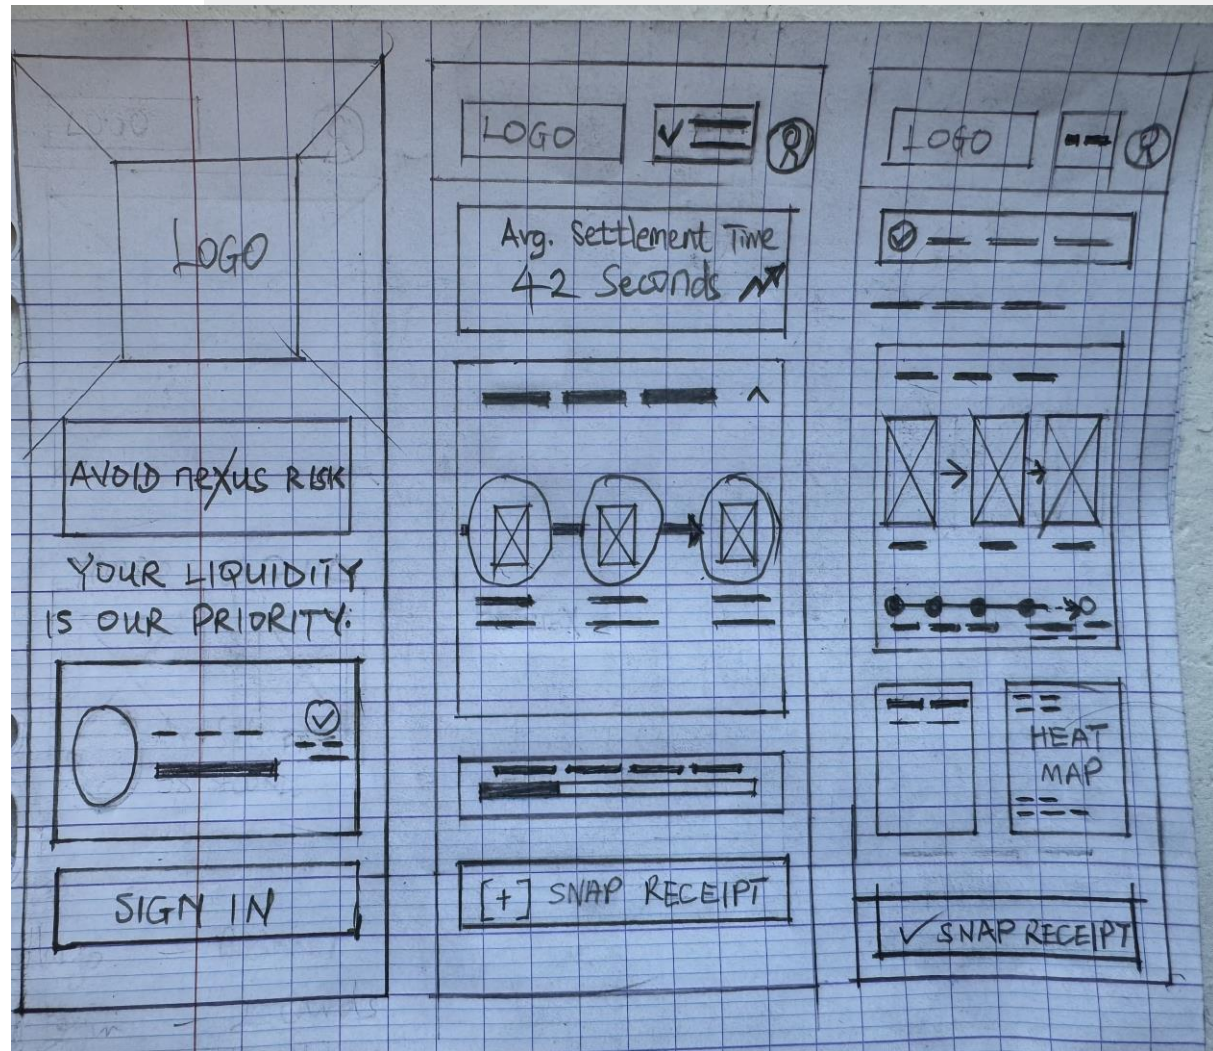 LOGO
AVOID neXus RISK
YOUR LIQUIDITY
IS OUR PRIORITY.
SIGN IN
LOGO
Avg. Settlement Time
42 Seconds
[+] SNAP RECEIPT
LOGO
HEAT
MAP
✓ SNAP RECEIPT